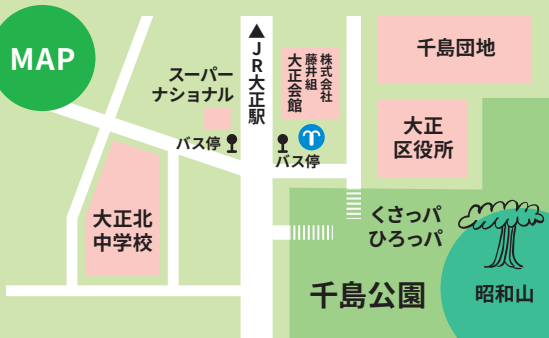 MAP
▲JR大正駅
株式会社
藤井組
大正会館
千島団地
スーパー
ナショナル
バス停
バス停
大正
区役所
大正北
中学校
くさっパ
ひろっパ
千島公園
昭和山